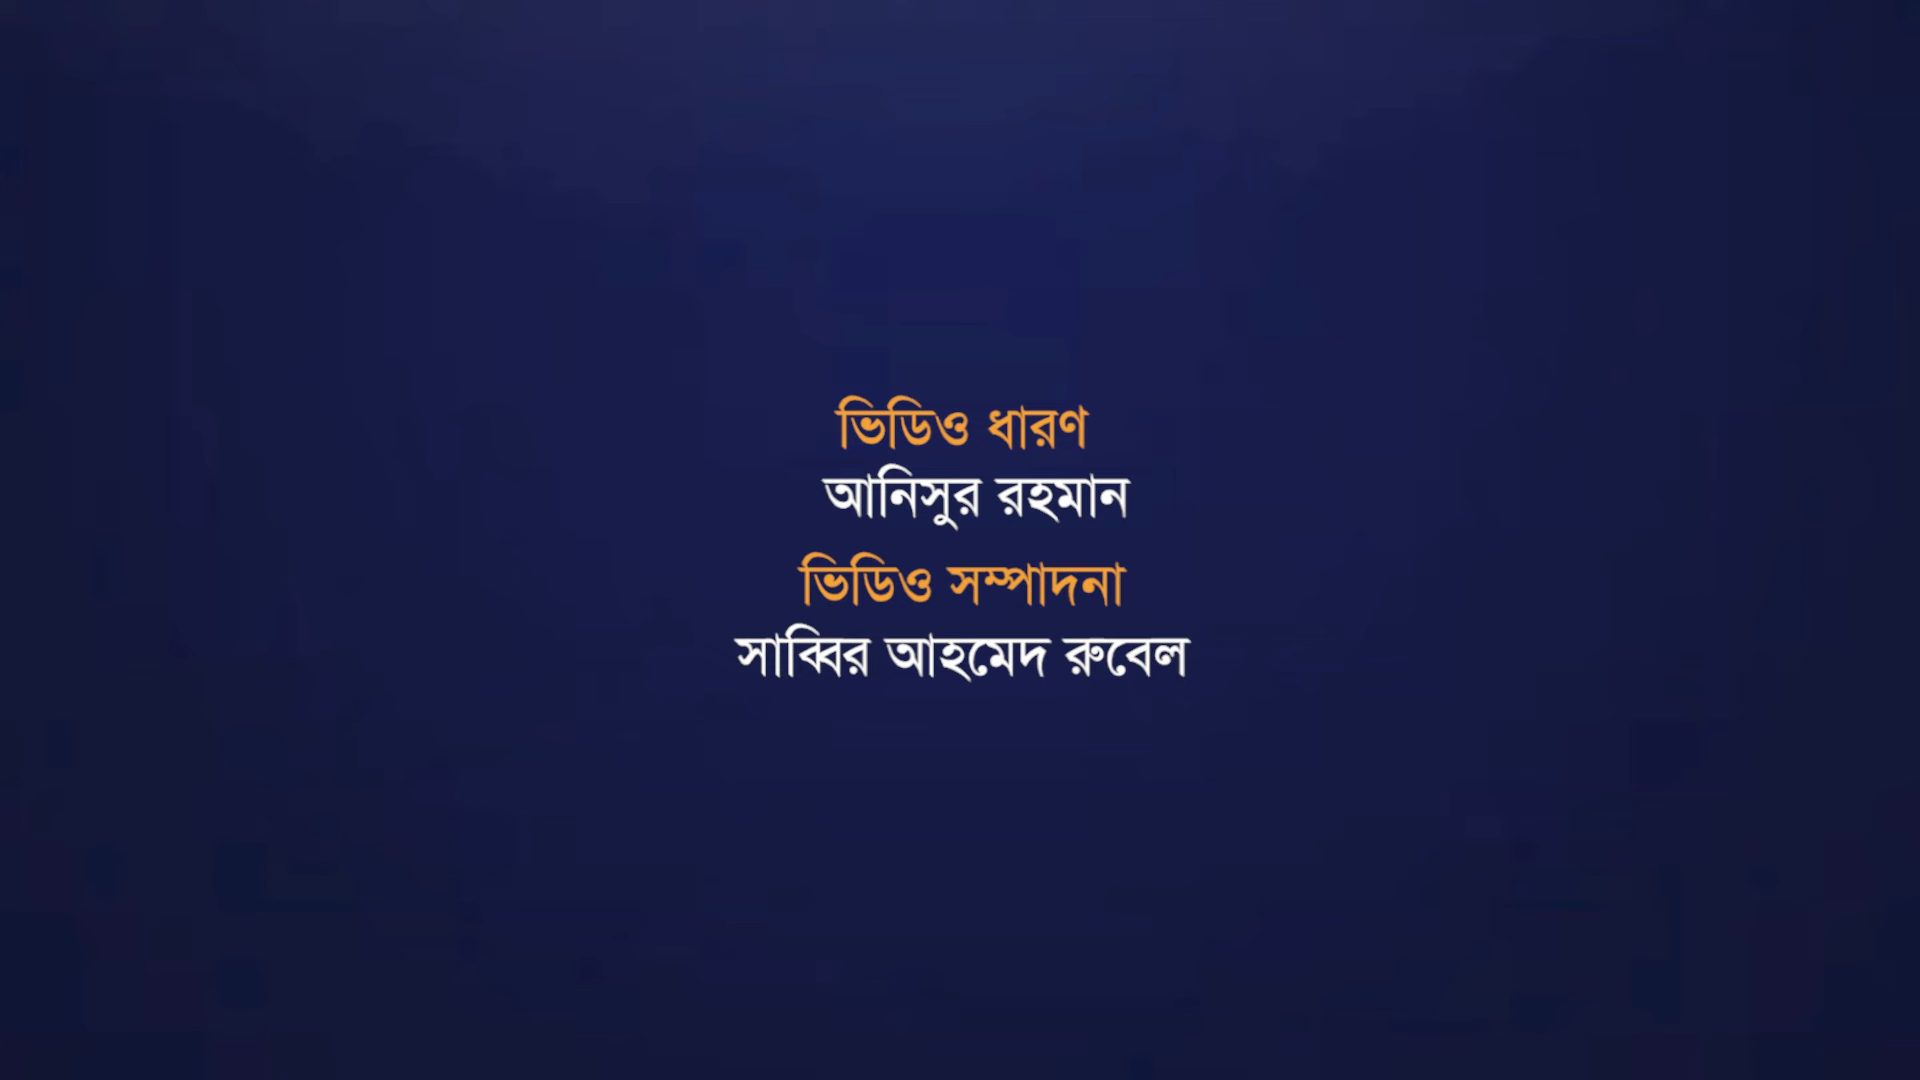 ভিডিও ধারণ
আনিসুর রহমান
ভিডিও সম্পাদনা
সাব্বির আহমেদ রুবেল